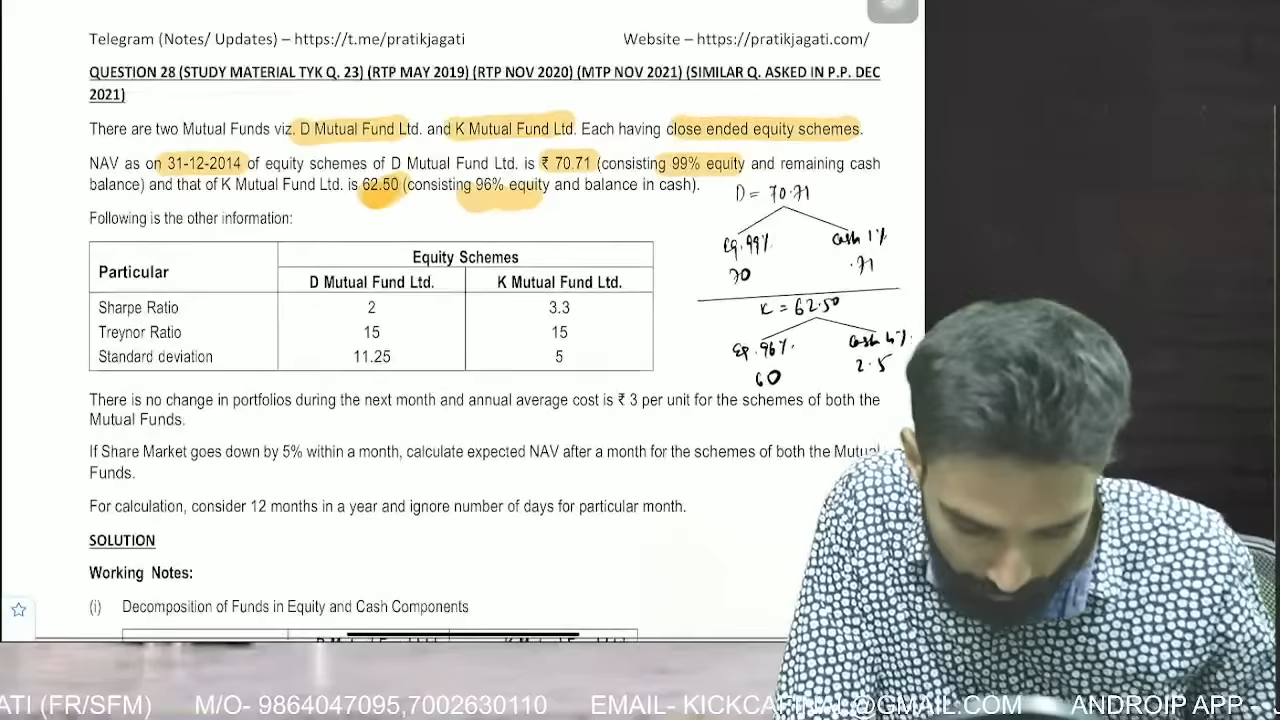 Telegram (Notes/ Updates) – https://t.me/pratikjagati Website – https://pratikjagati.com/
QUESTION 28 (STUDY MATERIAL TYK Q. 23) (RTP MAY 2019) (RTP NOV 2020) (MTP NOV 2021) (SIMILAR Q. ASKED IN P.P. DEC
2021)
There are two Mutual Funds viz. D Mutual Fund Ltd. and K Mutual Fund Ltd. Each having close ended equity schemes.
NAV as on 31-12-2014 of equity schemes of D Mutual Fund Ltd. is ₹ 70.71 (consisting 99% equity and remaining cash
balance) and that of K Mutual Fund Ltd. is 62.50 (consisting 96% equity and balance in cash).
D = 70.71
Eq. 99% Cash 1%
70 .71
K = 62.50
Eq. 96% Cash 4%.
60 2.5
Following is the other information:
Particular Equity Schemes
D Mutual Fund Ltd. K Mutual Fund Ltd.
Sharpe Ratio 2 3.3
Treynor Ratio 15 15
Standard deviation 11.25 5
There is no change in portfolios during the next month and annual average cost is ₹ 3 per unit for the schemes of both the
Mutual Funds.
If Share Market goes down by 5% within a month, calculate expected NAV after a month for the schemes of both the Mutual
Funds.
For calculation, consider 12 months in a year and ignore number of days for particular month.
SOLUTION
Working Notes:
(i) Decomposition of Funds in Equity and Cash Components
ATI (FR/SFM) M/O- 9864047095,7002630110 EMAIL- KICKCAFINAL@GMAIL.COM ANDROIP APP - J